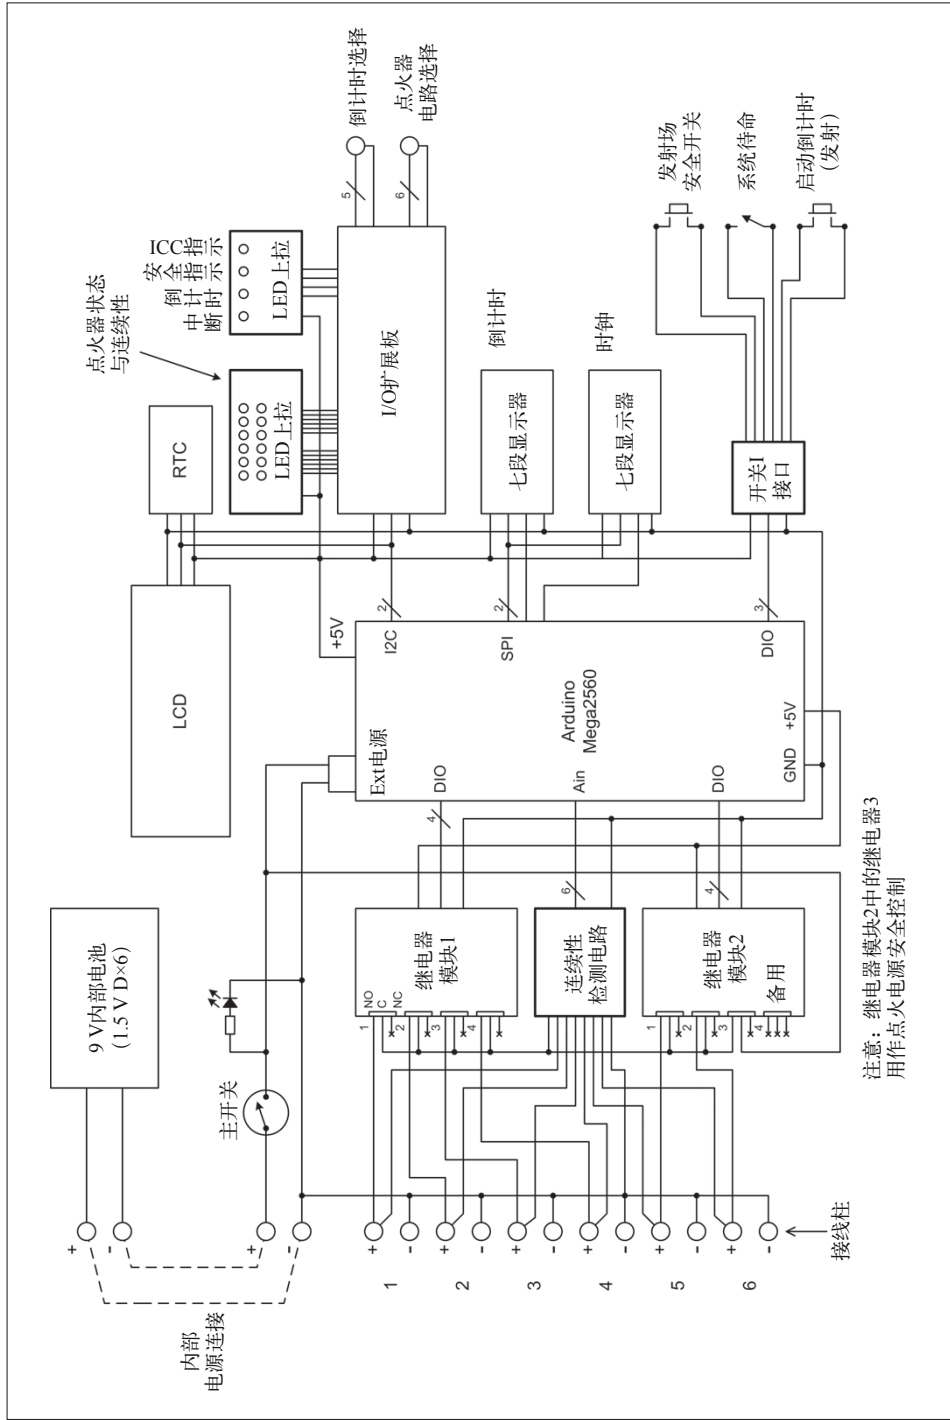 倒计时选择
点火器
电路选择
5
6
发射场
安全开关
系统待命
启动倒计时
（发射）
ICC指示
安全指示
倒计时
中断
LED上拉
点火器状态
与连续性
LED上拉
RTC
LCD
I/O扩展板
倒计时
七段显示器
时钟
七段显示器
开关I
接口
+5V
2
I2C
2
SPI
3
DIO
Arduino
Mega2560
Ext电源
DIO
Ain
DIO
GND
+5V
4
6
4
9 V内部电池
(1.5 V D×6)
主开关
继电器
模块1
NO
C
NC
1
2
3
4
连续性
检测电路
继电器
模块2
备用
1
2
3
4
注意：继电器模块2中的继电器3
用作点火电源安全控制
+
-
+
-
内部
电源连接
+
-
+
-
+
-
+
-
+
-
+
-
1
2
3
4
5
6
接线柱